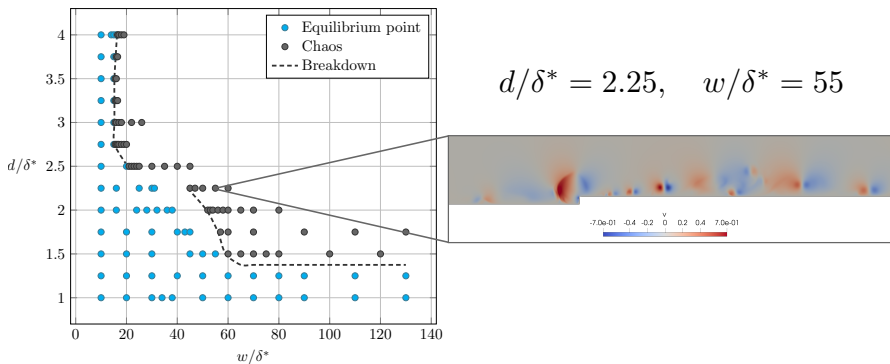 Equilibrium point
Chaos
Breakdown
4
3.5
3
2.5
2
1.5
1
d/δ*
0 20 40 60 80 100 120 140
w/δ*
d/δ* = 2.25, w/δ* = 55
v
-7.0e-01 -0.4 -0.2 0 0.2 0.4 7.0e-01